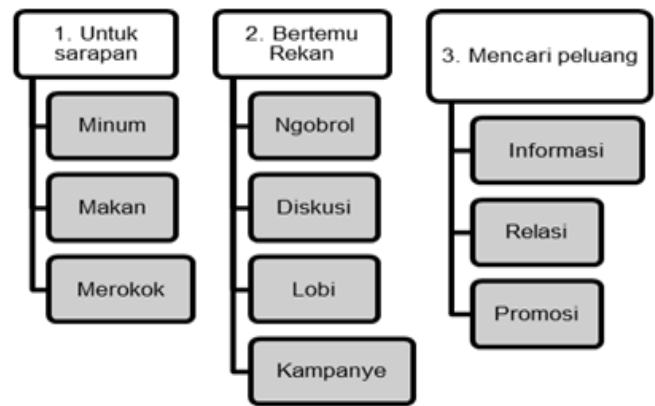 1. Untuk
sarapan
Minum
Makan
Merokok
2. Bertemu
Rekan
Ngobrol
Diskusi
Lobi
Kampanye
3. Mencari peluang
Informasi
Relasi
Promosi